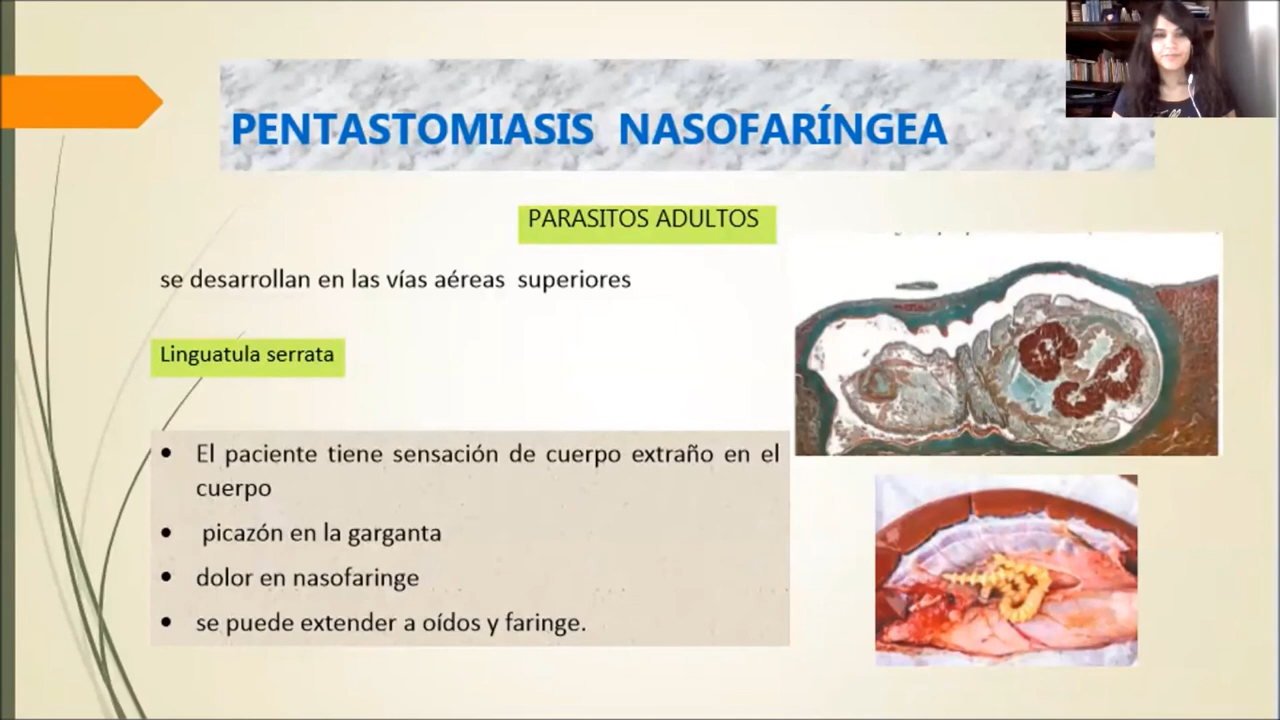 PENTASTOMIASIS NASOFARÍNGEA
PARASITOS ADULTOS
se desarrollan en las vías aéreas superiores
Linguatula serrata
• El paciente tiene sensación de cuerpo extraño en el
cuerpo
• picazón en la garganta
• dolor en nasofaringe
• se puede extender a oídos y faringe.